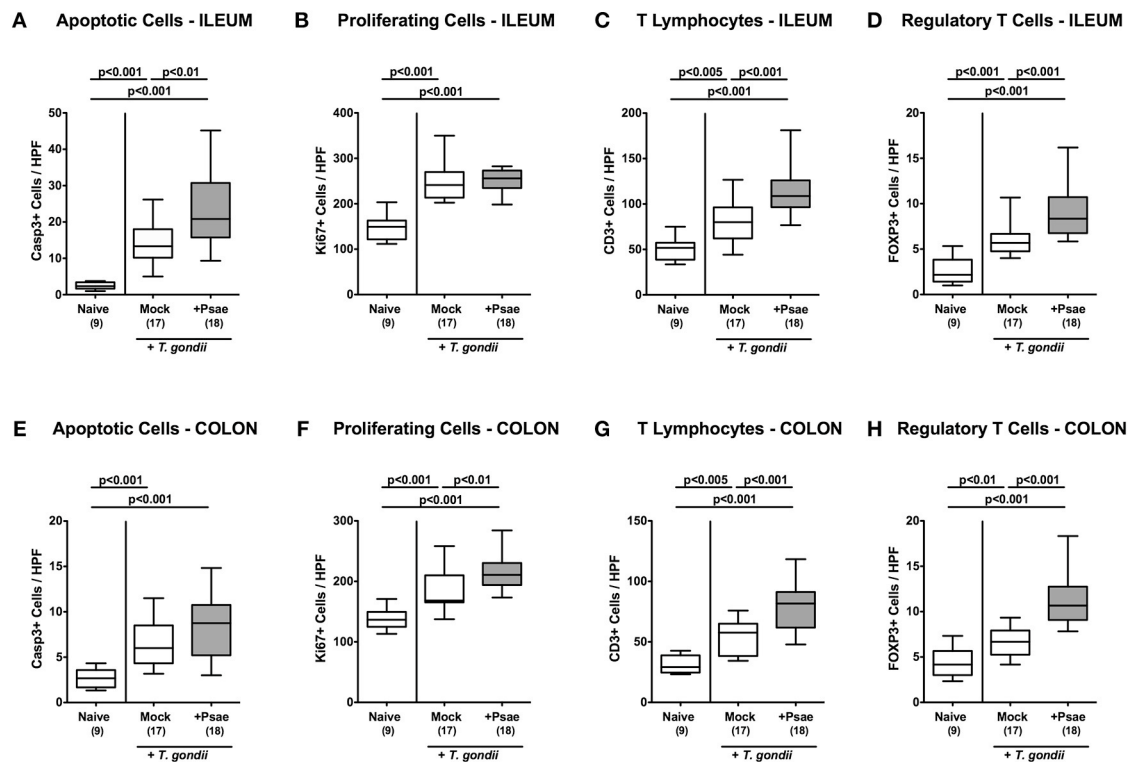 A Apoptotic Cells - ILEUM
p<0.001 p<0.01
p<0.001
Casp3+ Cells / HPF
50
40
30
20
10
0
Naive Mock +Psae
(9) (17) (18)
+ T. gondii
B Proliferating Cells - ILEUM
p<0.001
p<0.001
Ki67+ Cells / HPF
400
300
200
100
0
Naive Mock +Psae
(9) (17) (18)
+ T. gondii
C T Lymphocytes - ILEUM
p<0.005 p<0.001
p<0.001
CD3+ Cells / HPF
200
150
100
50
0
Naive Mock +Psae
(9) (17) (18)
+ T. gondii
D Regulatory T Cells - ILEUM
p<0.001 p<0.001
p<0.001
FOXP3+ Cells / HPF
20
15
10
5
0
Naive Mock +Psae
(9) (17) (18)
+ T. gondii
E Apoptotic Cells - COLON
p<0.001
p<0.001
Casp3+ Cells / HPF
20
15
10
5
0
Naive Mock +Psae
(9) (17) (18)
+ T. gondii
F Proliferating Cells - COLON
p<0.001 p<0.01
p<0.001
Ki67+ Cells / HPF
300
200
100
0
Naive Mock +Psae
(9) (17) (18)
+ T. gondii
G T Lymphocytes - COLON
p<0.005 p<0.001
p<0.001
CD3+ Cells / HPF
150
100
50
0
Naive Mock +Psae
(9) (17) (18)
+ T. gondii
H Regulatory T Cells - COLON
p<0.01 p<0.001
p<0.001
FOXP3+ Cells / HPF
20
15
10
5
0
Naive Mock +Psae
(9) (17) (18)
+ T. gondii